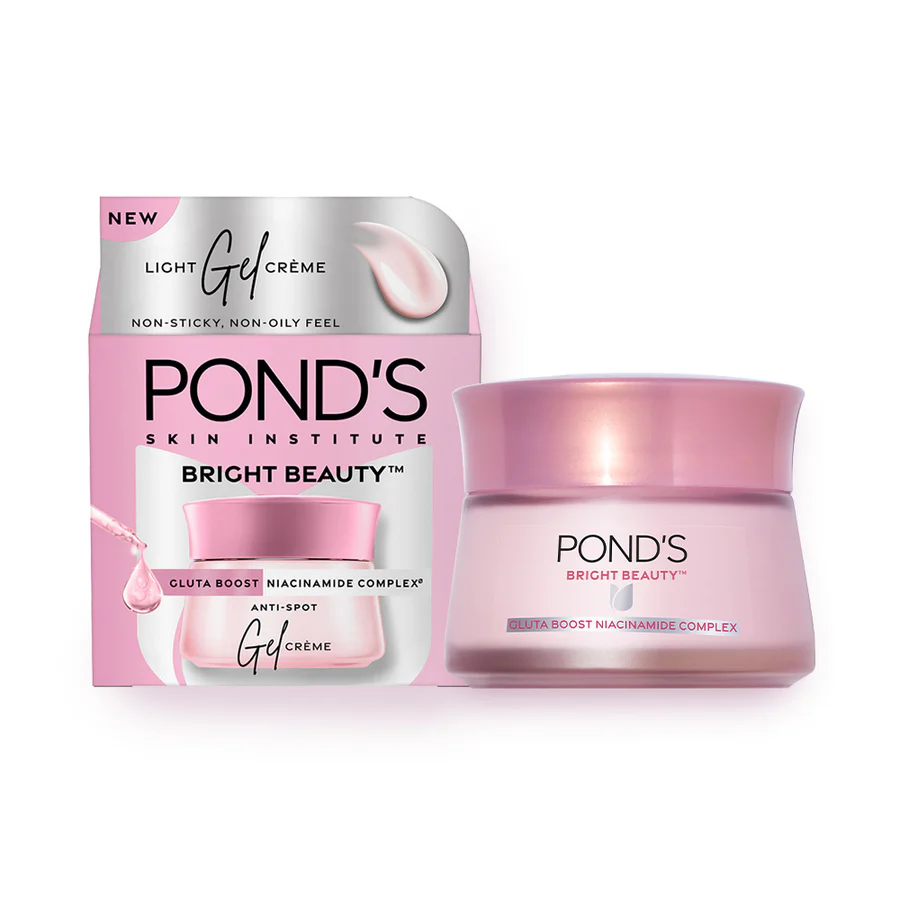 NEW
LIGHT Gel CRÈME
NON-STICKY, NON-OILY FEEL
POND'S
SKIN INSTITUTE
BRIGHT BEAUTY™
GLUTA BOOST NIACINAMIDE COMPLEXø
ANTI-SPOT
Gel CRÈME
POND'S
BRIGHT BEAUTY™
GLUTA BOOST NIACINAMIDE COMPLEX